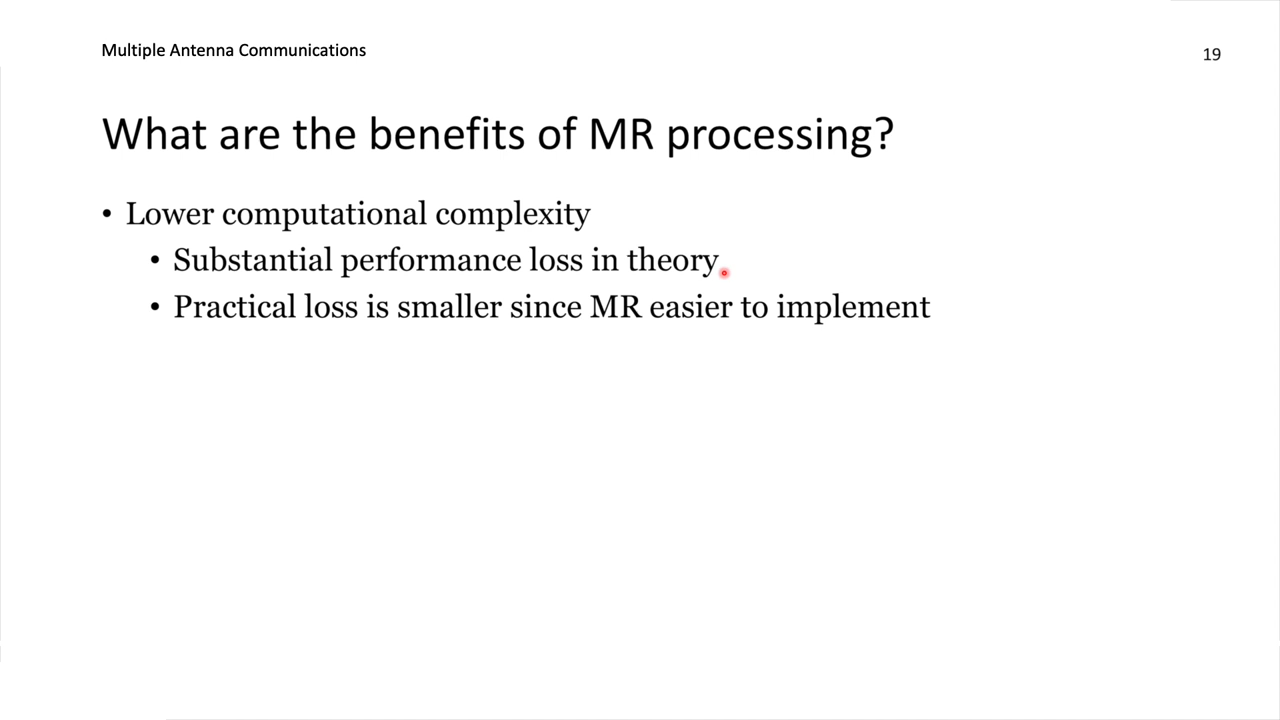 Multiple Antenna Communications
19
What are the benefits of MR processing?
• Lower computational complexity
• Substantial performance loss in theory
• Practical loss is smaller since MR easier to implement